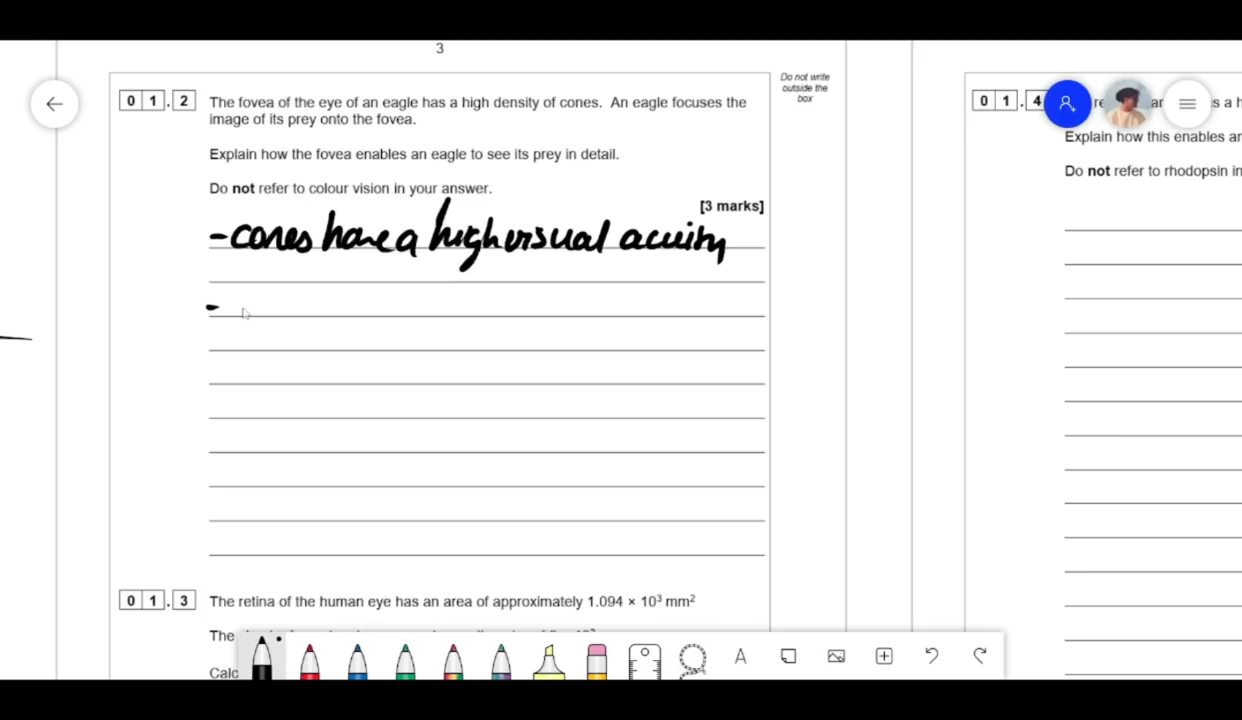 3
Do not write
outside the
box
0 1 . 2 The fovea of the eye of an eagle has a high density of cones. An eagle focuses the
image of its prey onto the fovea.
Explain how the fovea enables an eagle to see its prey in detail.
Do not refer to colour vision in your answer.
[3 marks]
- cones have a high visual acuity
-
0 1 . 3 The retina of the human eye has an area of approximately 1.094 × 10³ mm²
The
Calc
0 1 . 4
Explain how this enables an
Do not refer to rhodopsin in
A